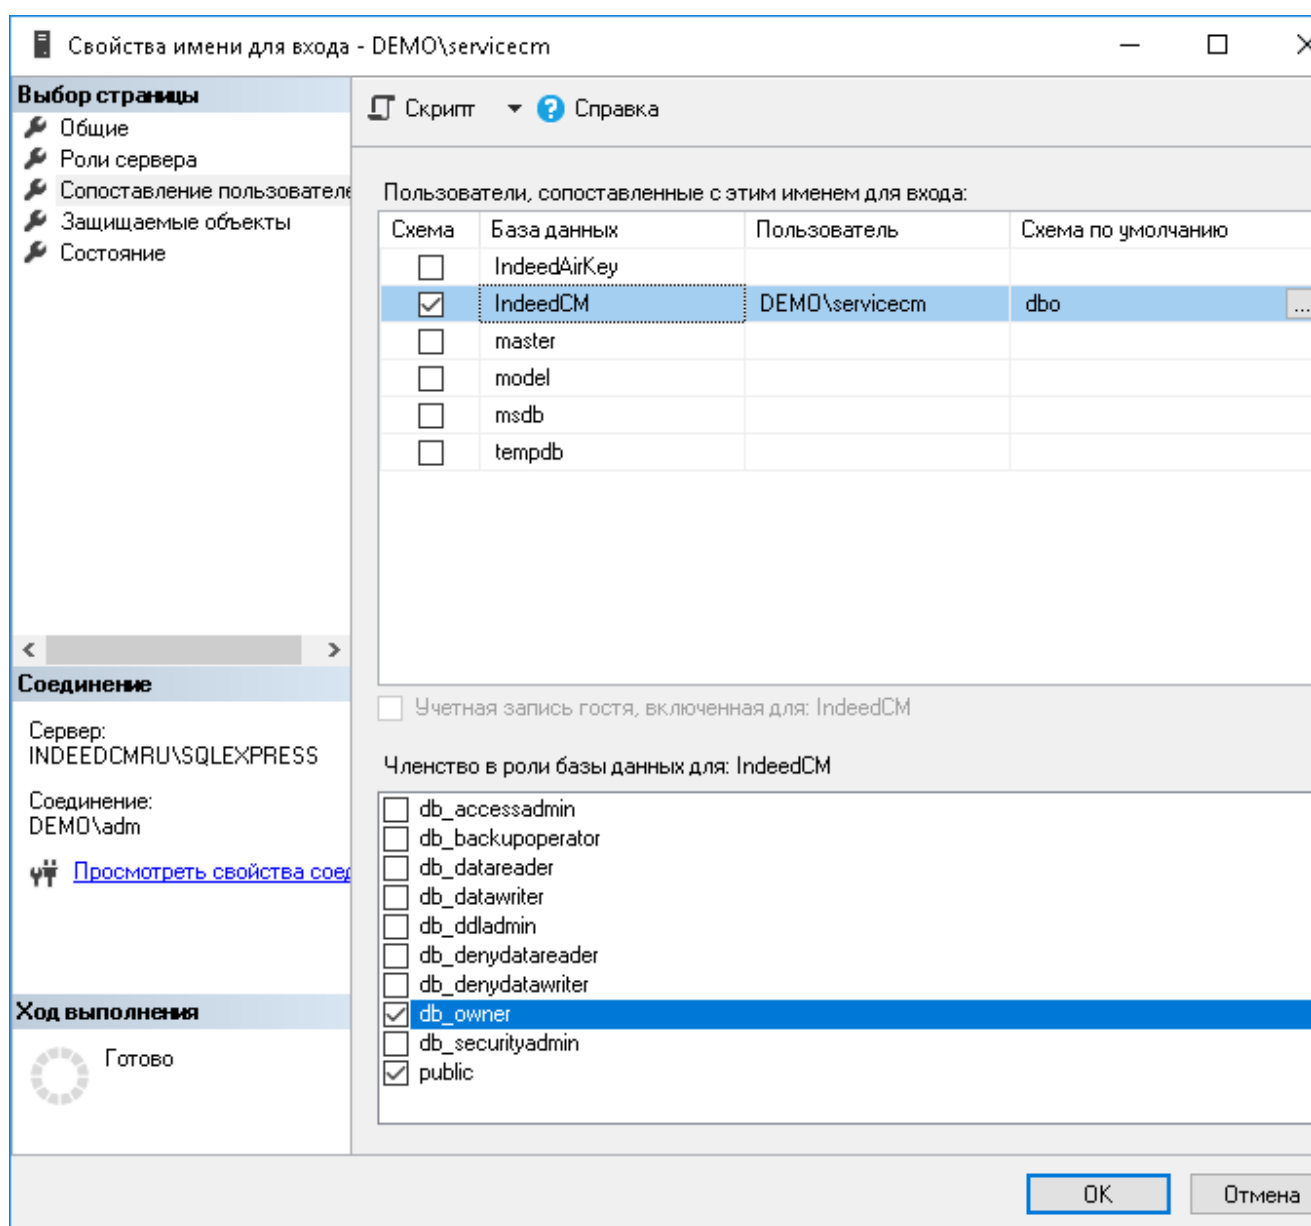 Свойства имени для входа - DEMO\servicecm
Выбор страницы
Общие
Роли сервера
Сопоставление пользователе
Защищаемые объекты
Состояние
Скрипт
Справка
Пользователи, сопоставленные с этим именем для входа:
Схема База данных Пользователь Схема по умолчанию
IndeedAirKey
IndeedCM DEMO\servicecm dbo ...
master
model
msdb
tempdb
Учетная запись гостя, включенная для: IndeedCM
Соединение
Сервер:
INDEEDCMRU\SQLEXPRESS
Соединение:
DEMO\adm
Просмотреть свойства соед
Ход выполнения
Готово
Членство в роли базы данных для: IndeedCM
db_accessadmin
db_backupoperator
db_datareader
db_datawriter
db_ddladmin
db_denydatareader
db_denydatawriter
db_owner
db_securityadmin
public
OK Отмена